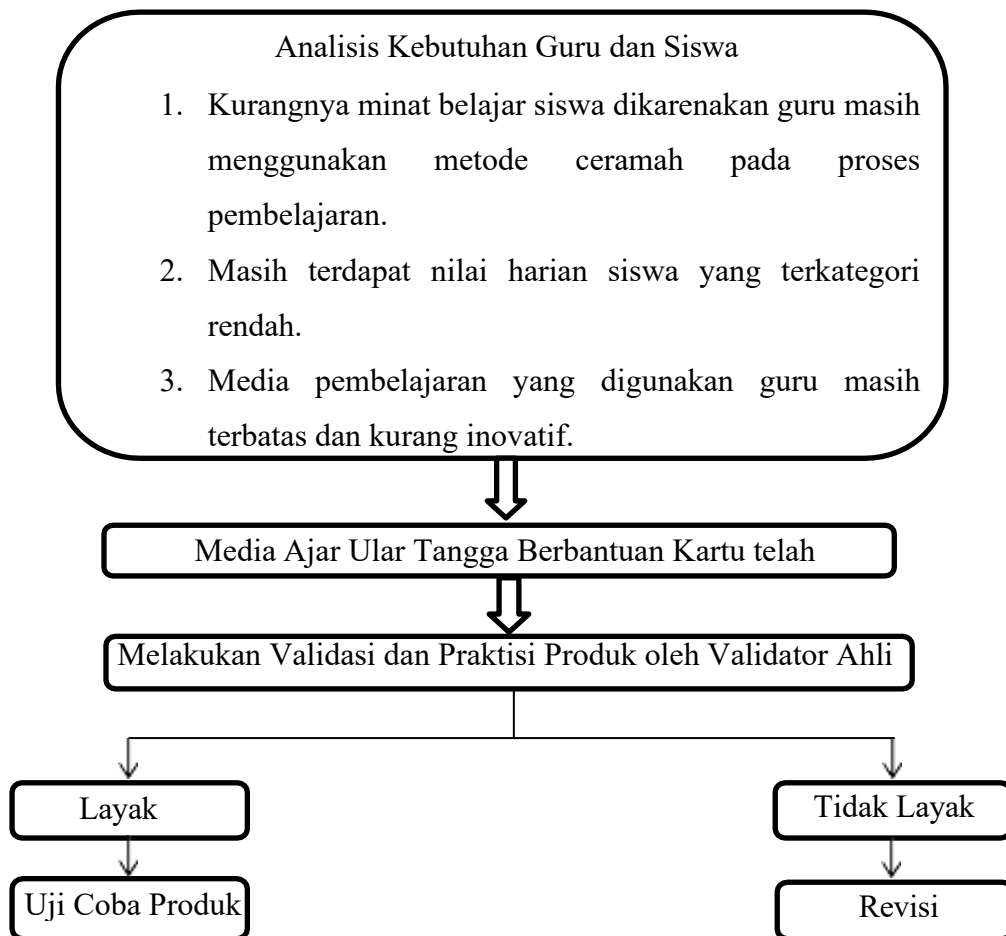 Analisis Kebutuhan Guru dan Siswa
1. Kurangnya minat belajar siswa dikarenakan guru masih
menggunakan metode ceramah pada proses
pembelajaran.
2. Masih terdapat nilai harian siswa yang terkategori
rendah.
3. Media pembelajaran yang digunakan guru masih
terbatas dan kurang inovatif.
Media Ajar Ular Tangga Berbantuan Kartu telah
Melakukan Validasi dan Praktisi Produk oleh Validator Ahli
Layak
Tidak Layak
Uji Coba Produk
Revisi